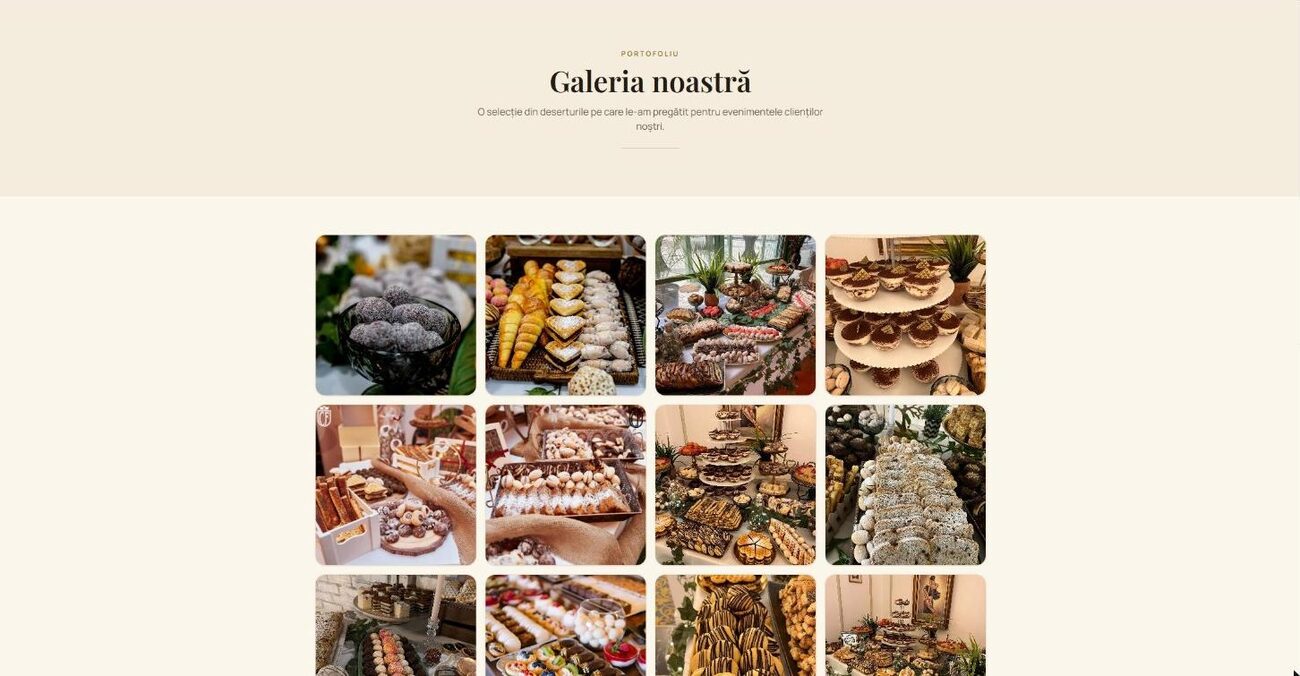 PORTOFOLIU
Galeria noastră
O selecție din deserturile pe care le-am pregătit pentru evenimentele clienților
noștri.